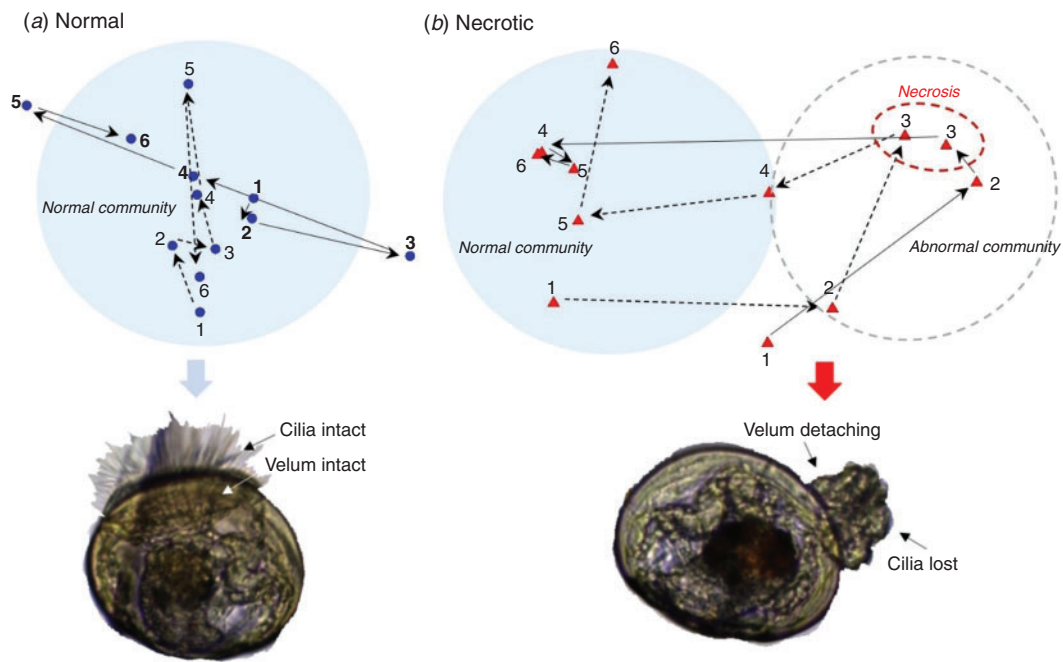 (a) Normal
(b) Necrotic
5
5
6
4
4
1
Normal community
2
2
3
3
6
1
6
Necrosis
3
3
4
6
5
4
2
5
Normal community
Abnormal community
1
2
1
Cilia intact
Velum intact
Velum detaching
Cilia lost